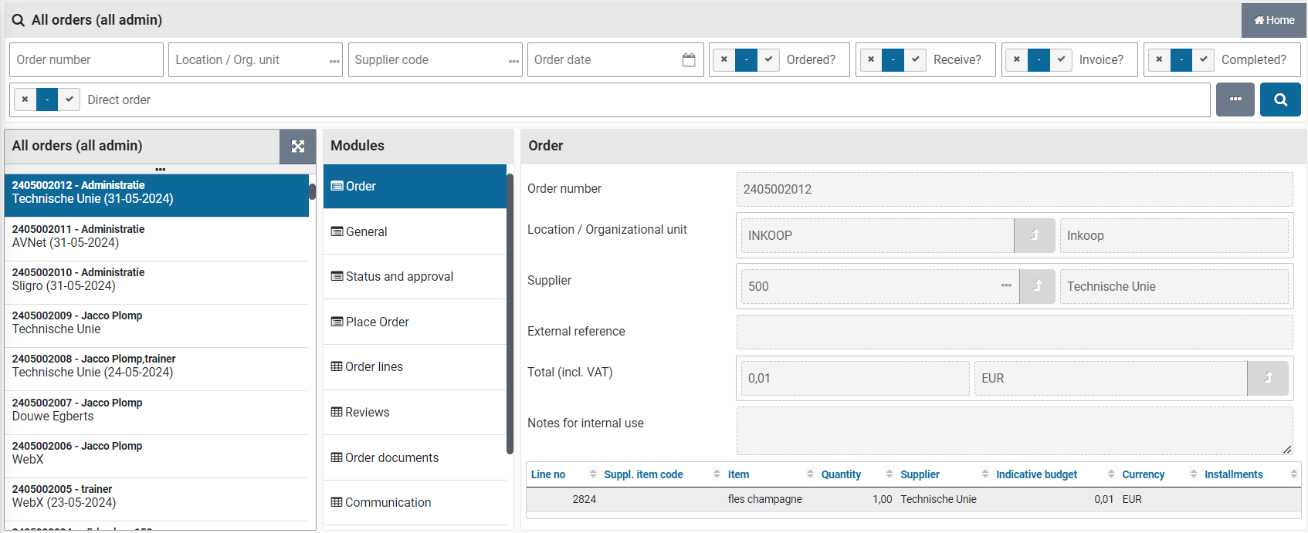 All orders (all admin)
Home
Order number
Location / Org. unit
Supplier code
Order date
Ordered?
Receive?
Invoice?
Completed?
Direct order
All orders (all admin)
2405002012 - Administratie
Technische Unie (31-05-2024)
2405002011 - Administratie
AVNet (31-05-2024)
2405002010 - Administratie
Sligro (31-05-2024)
2405002009 - Jacco Plomp
Technische Unie
2405002008 - Jacco Plomp,trainer
Technische Unie (24-05-2024)
2405002007 - Jacco Plomp
Douwe Egberts
2405002006 - Jacco Plomp
WebX
2405002005 - trainer
WebX (23-05-2024)
Modules
Order
General
Status and approval
Place Order
Order lines
Reviews
Order documents
Communication
Order
Order number 2405002012
Location / Organizational unit INKOOP Inkoop
Supplier 500 Technische Unie
External reference
Total (incl. VAT) 0,01 EUR
Notes for internal use
Line no Suppl. item code Item Quantity Supplier Indicative budget Currency Installments
2824 fles champagne 1,00 Technische Unie 0,01 EUR